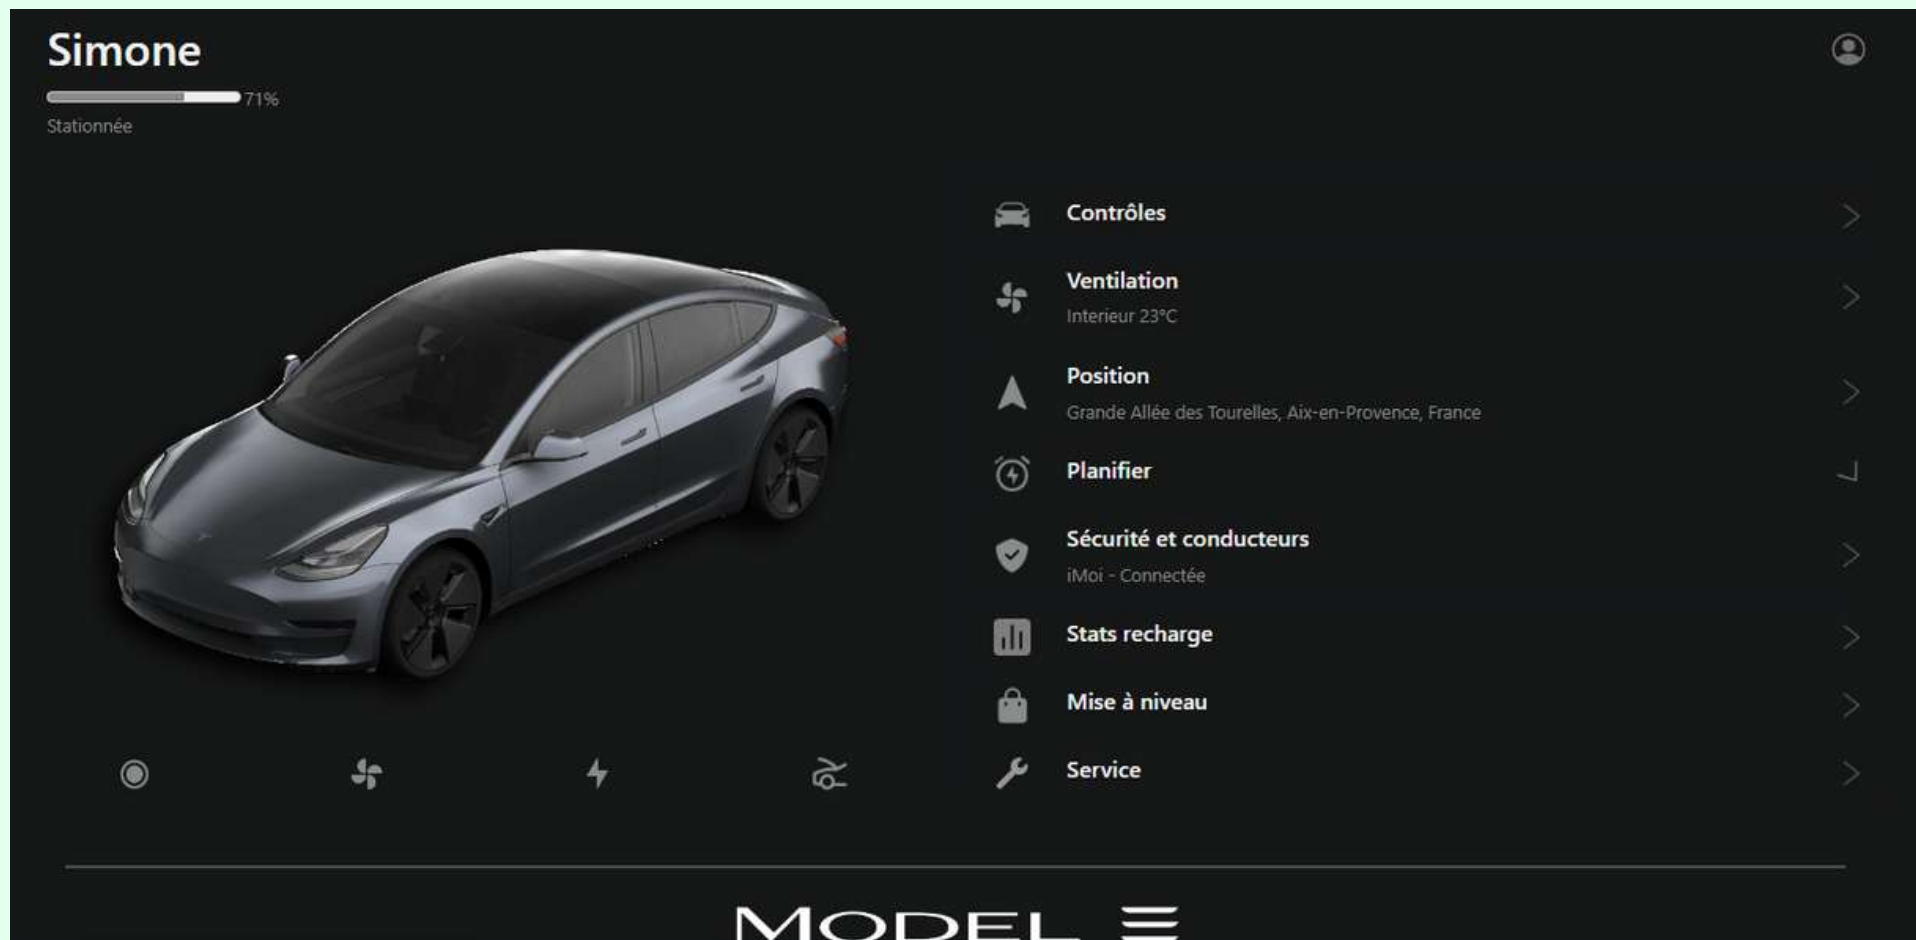 Simone
71%
Stationnée
Contrôles
Ventilation
Interieur 23°C
Position
Grande Allée des Tourelles, Aix-en-Provence, France
Planifier
Sécurité et conducteurs
iMoi - Connectée
Stats recharge
Mise à niveau
Service
MODEL 3